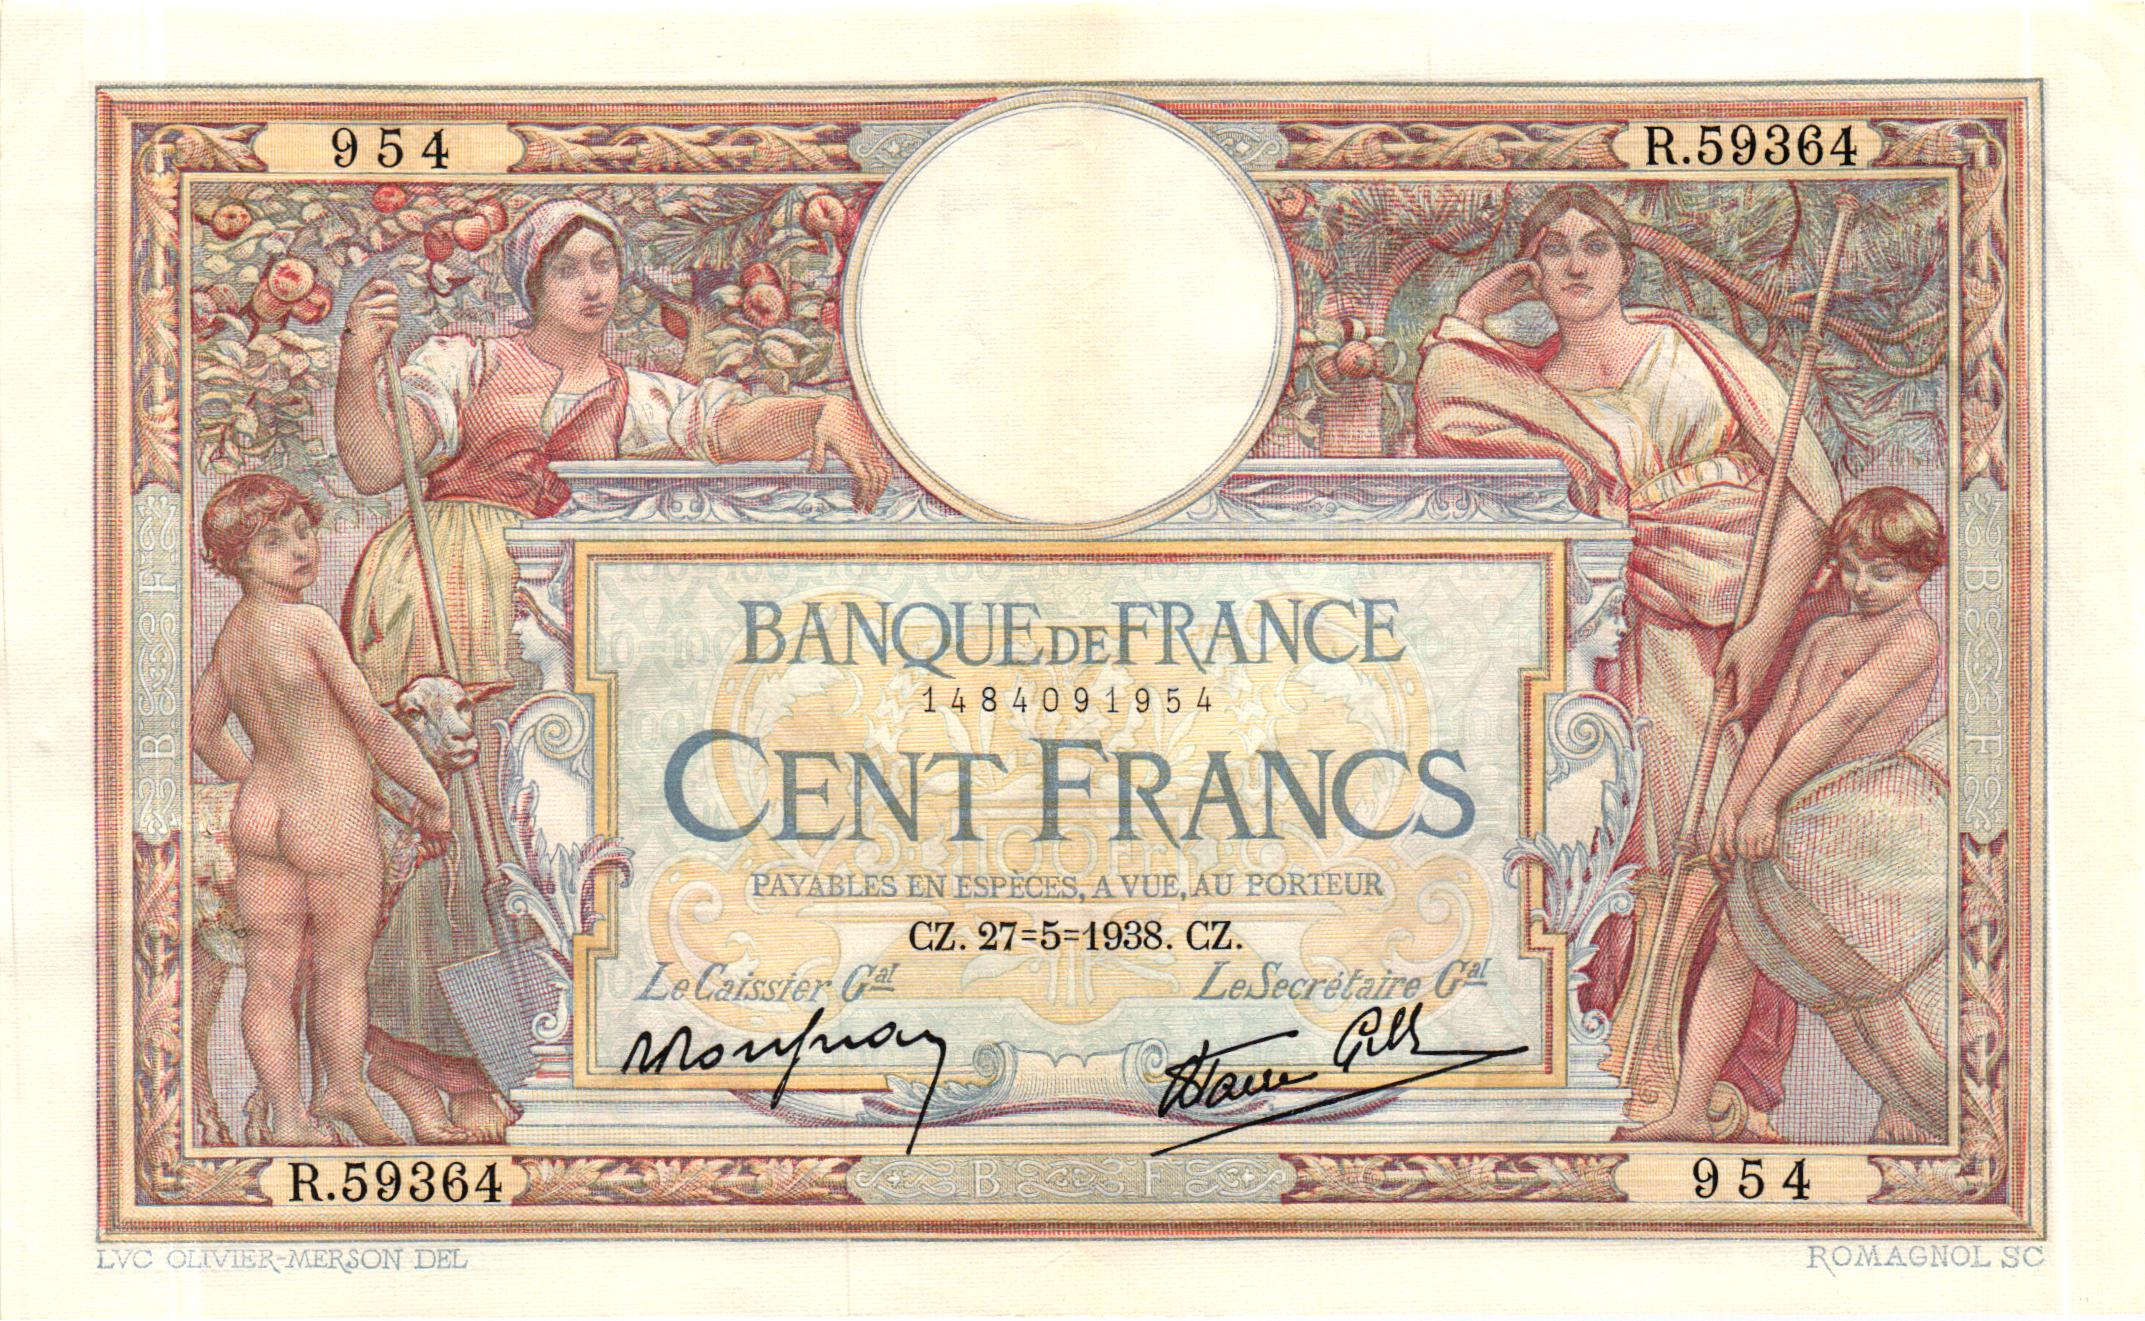 954
R.59364
BANQUE DE FRANCE
1484091954
CENT FRANCS
PAYABLES EN ESPÈCES, A VUE, AU PORTEUR
CZ. 27=5=1938. CZ.
Le Caissier Gal
Le Secrétaire Gal
R.59364
B F
954
B F
B F
LVC OLIVIER-MERSON DEL
ROMAGNOL SC